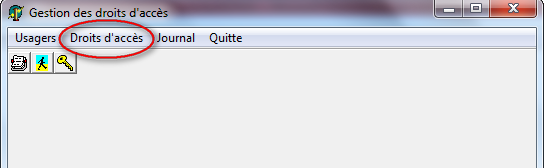 Gestion des droits d'accès
Usagers Droits d'accès Journal Quitte